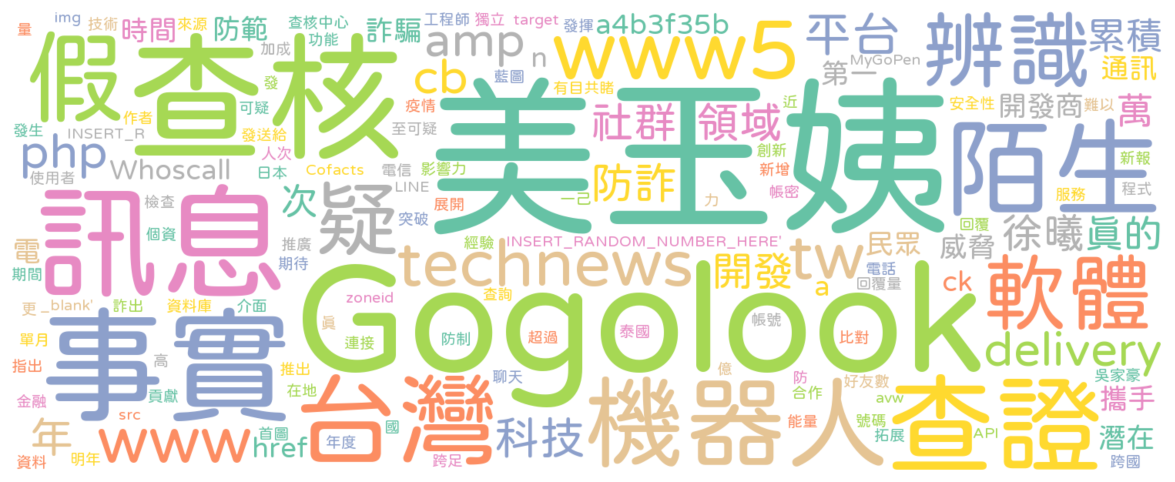 img 技術 來源 量 時間 防範 查核中心 功能 加成 詐騙 工程師 獨立 target 發揮
amp n 藍圖 a4b3f35b 平台 MyGoPen 第一 辨識 累積 通訊
假查核 作者 可疑 發 發送給 至可疑 疫情 cb www5 有目共睹 近 安全性 難以 開發商 萬
發生 INSERT_R 人次 日本 Cofacts 電信 影響力 美玉姨 社群 領域 創新 新增 陌生 新報
php 使用者 Whoscall LINE 防詐 一己 力 帳密 服務 程式
訊息 檢查 個資 次 疑 突破 展開 回覆 徐曦 真的
電 期間 推廣 期待 經驗 INSERT_RANDOM_NUMBER_HERE' technews tw 民眾 電話 威脅
更 _blank' 詐出 資料庫 介面 zoneid 查詢 開發 a 回覆量 ck 軟體
單月 事實 眞 連接 Gogolook 防制 超過 泰國 帳號 比對
指出 高 推出 delivery
金融 貢獻 在地 台灣 聊天 億 防 合作 好友數 吳家豪
年 src 首圖 國 科技 機器人 能量 avw 號碼 查證 攜手
資料 明年 www href 年度 跨足 拓展 API 潛在 跨國